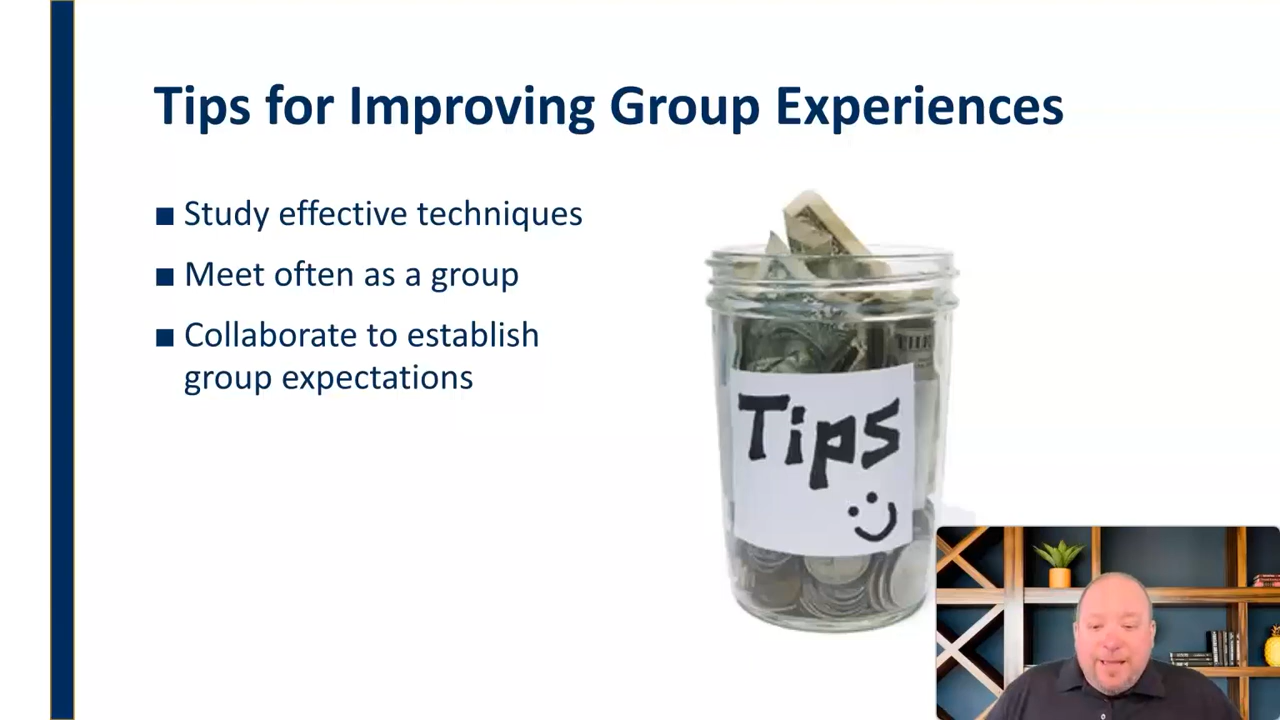 Tips for Improving Group Experiences
■ Study effective techniques
■ Meet often as a group
■ Collaborate to establish
group expectations
Tips